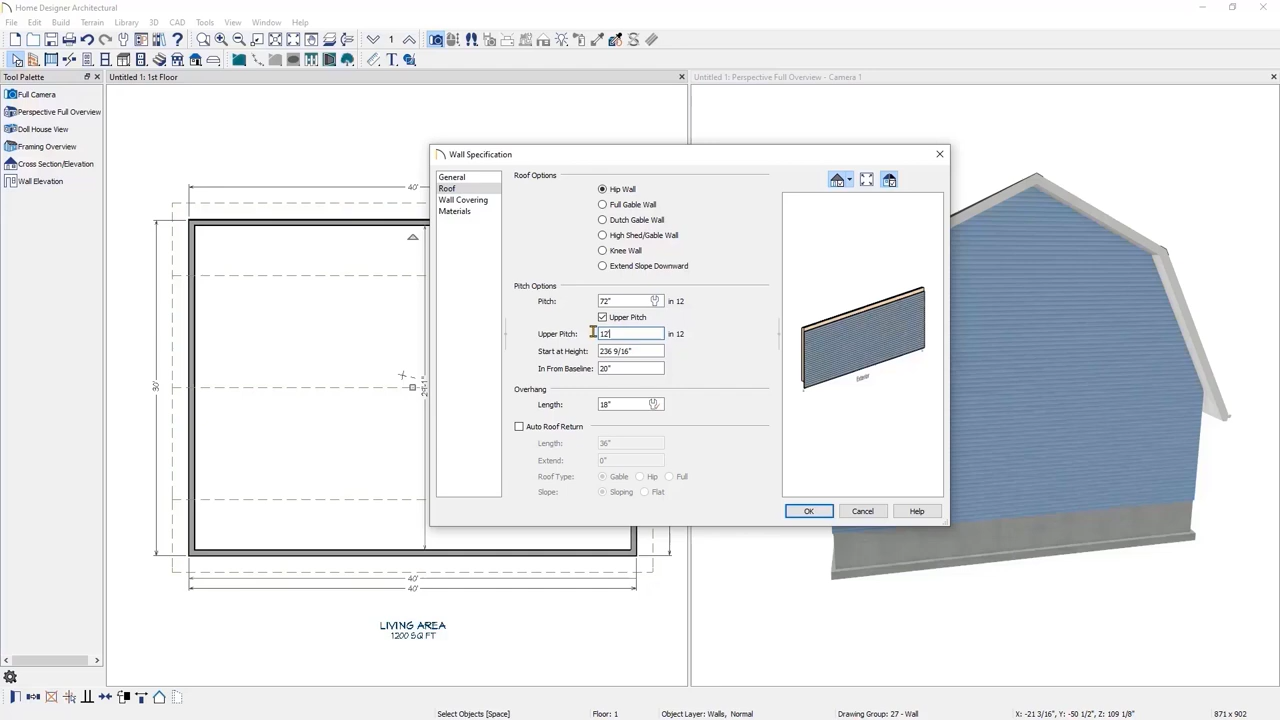 Home Designer Architectural
File Edit Build Terrain Library 3D CAD Tools View Window Help
1
Tool Palette
Untitled 1: 1st Floor
Untitled 1: Perspective Full Overview - Camera 1
Full Camera
Perspective Full Overview
Doll House View
Framing Overview
Cross Section/Elevation
Wall Elevation
40'
30'
40'
40'
LIVING AREA
1200 SQ FT
Wall Specification
General
Roof
Wall Covering
Materials
Roof Options
Hip Wall
Full Gable Wall
Dutch Gable Wall
High Shed/Gable Wall
Knee Wall
Extend Slope Downward
Pitch Options
Pitch: 72" in 12
Upper Pitch
Upper Pitch: 12" in 12
Start at Height: 236 9/16"
In From Baseline: 20"
Overhang
Length: 18"
Auto Roof Return
Length: 36"
Extend: 0"
Roof Type: Gable Hip Full
Slope: Sloping Flat
Exterior
OK Cancel Help
Select Objects [Space] Floor: 1 Object Layer: Walls, Normal Drawing Group: 27 - Wall X: -21 3/16", Y: -50 1/2", Z: 109 1/8" 871 x 902